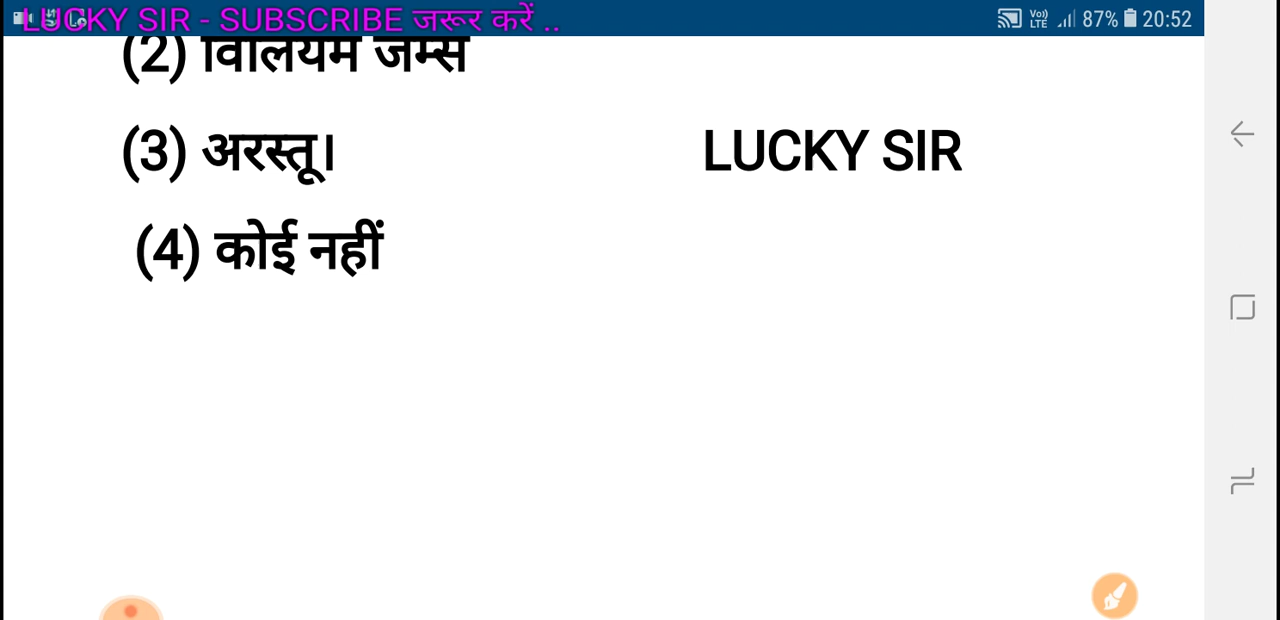 LUCKY SIR - SUBSCRIBE जरूर करें ..
87% 20:52
(2) विलियम जेम्स
(3) अरस्तू। LUCKY SIR
(4) कोई नहीं